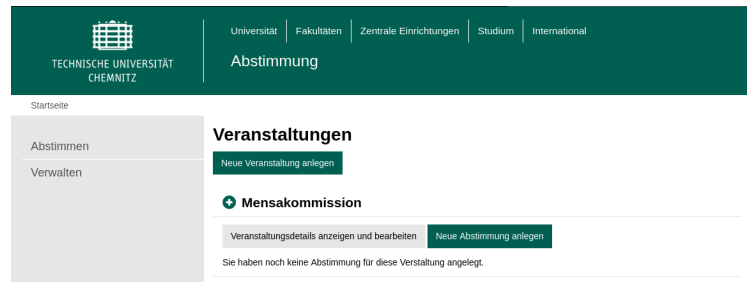 TECHNISCHE UNIVERSITÄT
CHEMNITZ
Universität
Fakultäten
Zentrale Einrichtungen
Studium
International
Abstimmung
Startseite
Abstimmen
Verwalten
Veranstaltungen
Neue Veranstaltung anlegen
Mensakommission
Veranstaltungsdetails anzeigen und bearbeiten
Neue Abstimmung anlegen
Sie haben noch keine Abstimmung für diese Verstaltung angelegt.